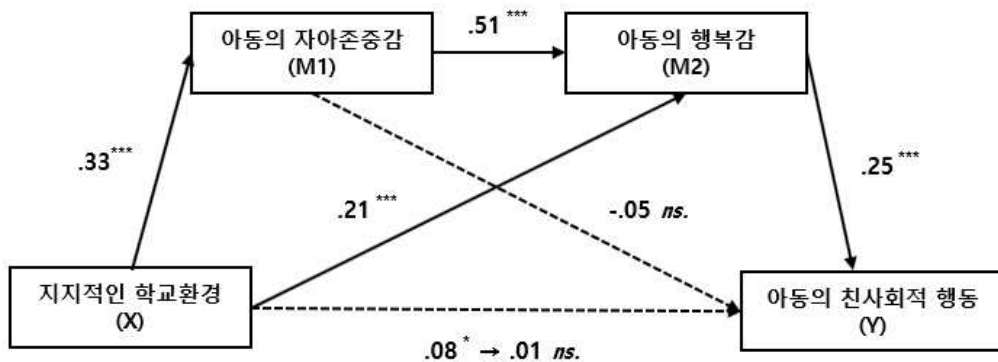 아동의 자아존중감
(M1)
.51 ***
아동의 행복감
(M2)
.33 ***
.21 ***
-.05 ns.
.25 ***
지지적인 학교환경
(X)
아동의 친사회적 행동
(Y)
.08 * → .01 ns.